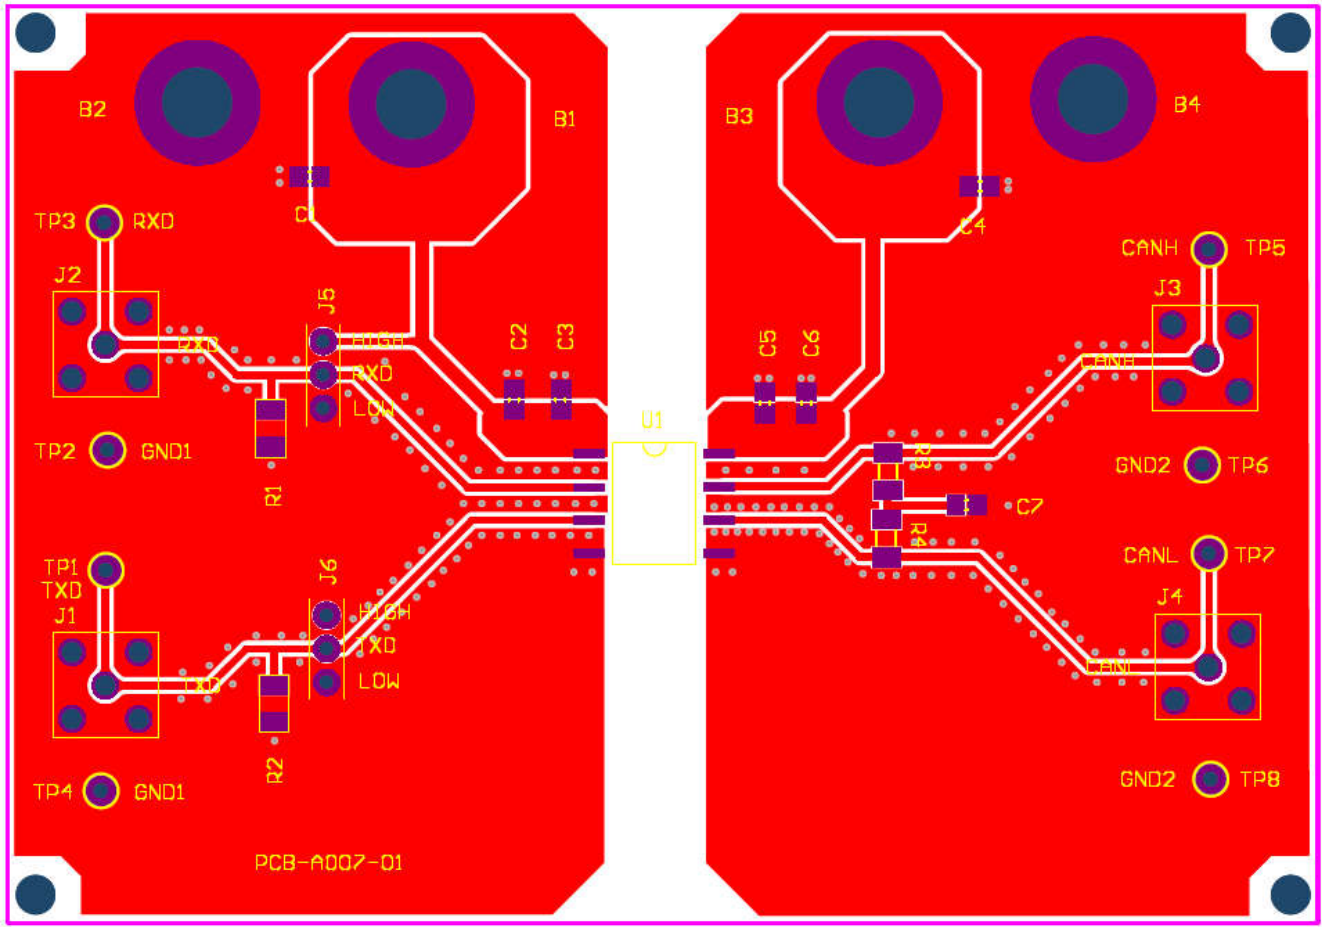 B2
B1
B3
B4
C1
C4
TP3
RXD
CANH
TP5
J2
J5
J3
C2
C3
C5
C6
HIGH
RXD
CANH
RXD
LOW
U1
TP2
GND1
R3
GND2
TP6
R1
C7
R4
TP1
TXD
J6
CANL
TP7
J1
J4
HIGH
TXD
CANL
TXD
LOW
R2
TP4
GND1
GND2
TP8
PCB-A007-01